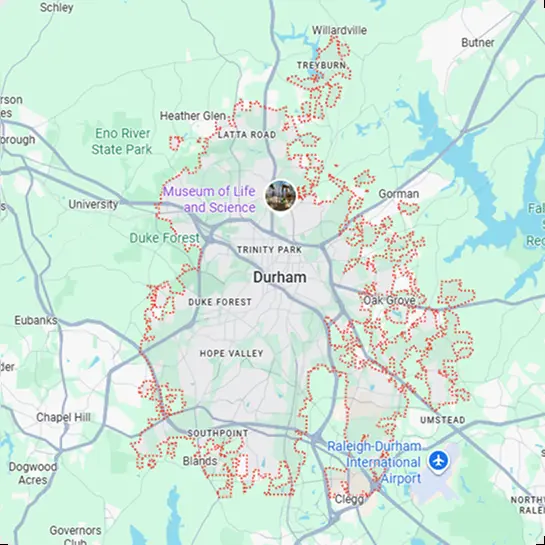 Schley
Willardville
Butner
TREYBURN
rson
es
Heather Glen
orough
Eno River
State Park
LATTA ROAD
Museum of Life
and Science
Gorman
University
Fal
S
Re
Duke Forest
TRINITY PARK
Durham
DUKE FOREST
Oak Grove
Eubanks
HOPE VALLEY
der
Chapel Hill
SOUTHPOINT
UMSTEAD
Blands
Raleigh-Durham
International
Airport
Dogwood
Acres
Clegg
NORTHW
RALE
Governors
Club